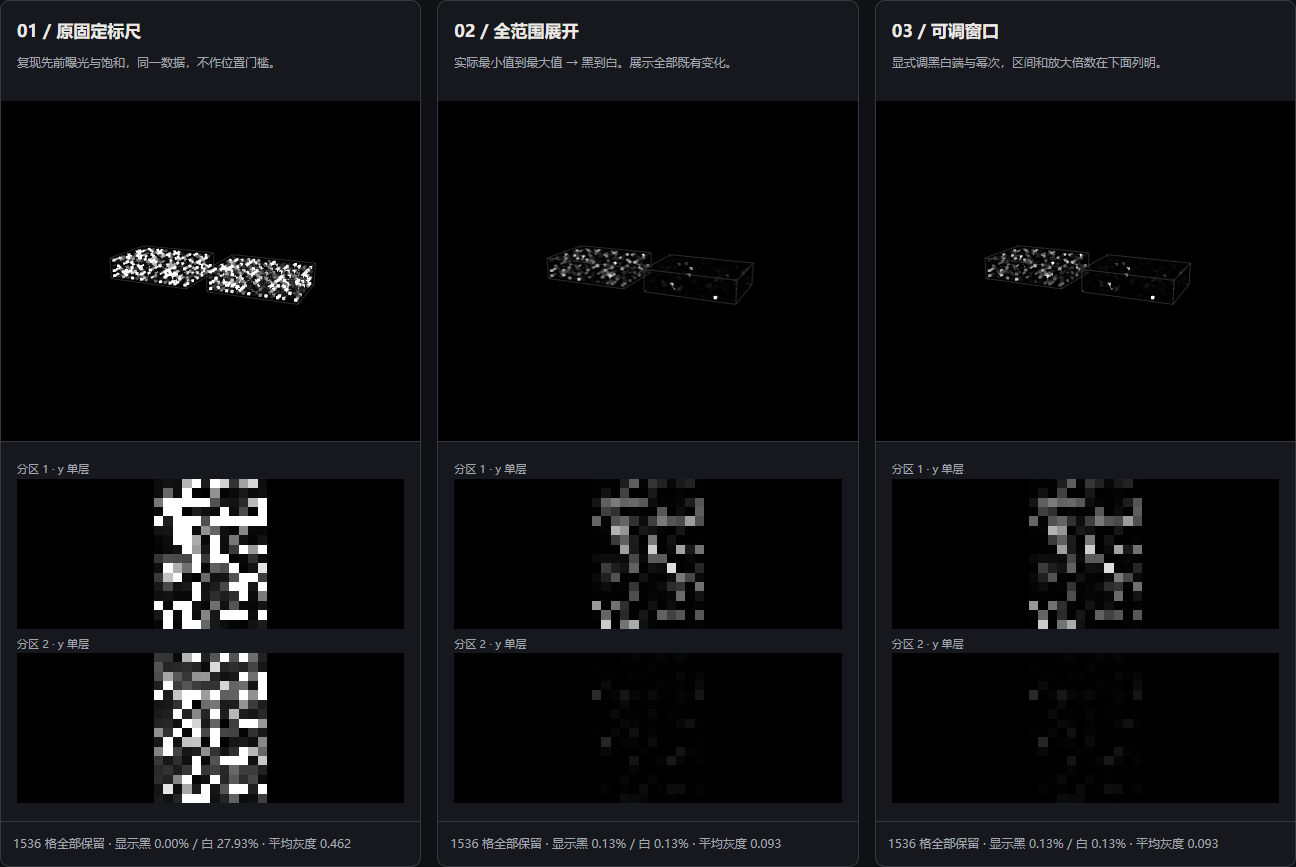 01 / 原固定标尺
复现先前曝光与饱和，同一数据，不作位置门槛。
分区 1 · y 单层
分区 2 · y 单层
1536 格全部保留 · 显示黑 0.00% / 白 27.93% · 平均灰度 0.462
02 / 全范围展开
实际最小值到最大值 → 黑到白。展示全部既有变化。
分区 1 · y 单层
分区 2 · y 单层
1536 格全部保留 · 显示黑 0.13% / 白 0.13% · 平均灰度 0.093
03 / 可调窗口
显式调黑白端与幂次，区间和放大倍数在下面列明。
分区 1 · y 单层
分区 2 · y 单层
1536 格全部保留 · 显示黑 0.13% / 白 0.13% · 平均灰度 0.093